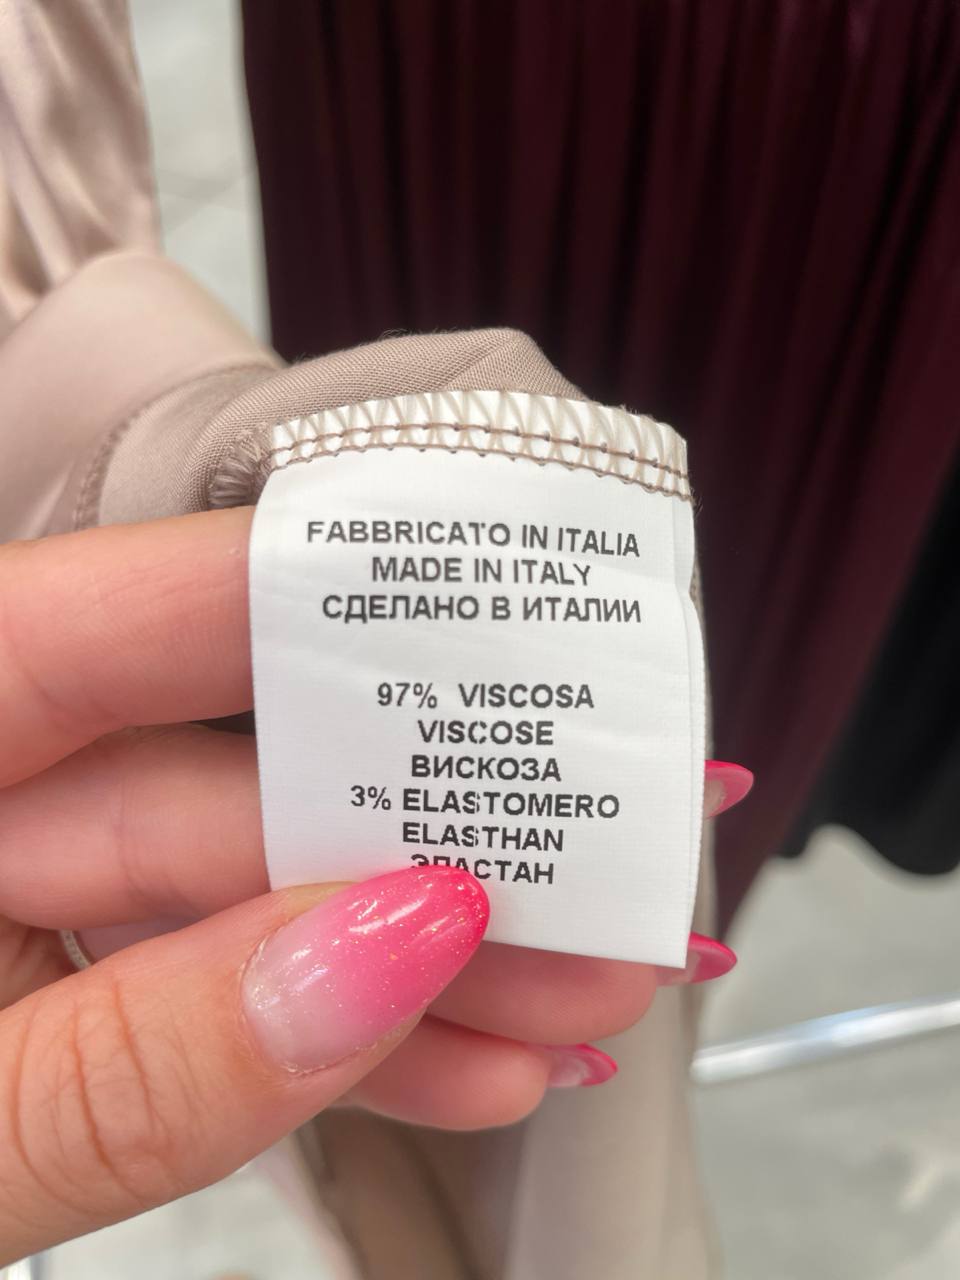 FABBRICATO IN ITALIA
MADE IN ITALY
СДЕЛАНО В ИТАЛИИ
97% VISCOSA
VISCOSE
ВИСКОЗА
3% ELASTOMERO
ELASTHAN
ЭЛАСТАН